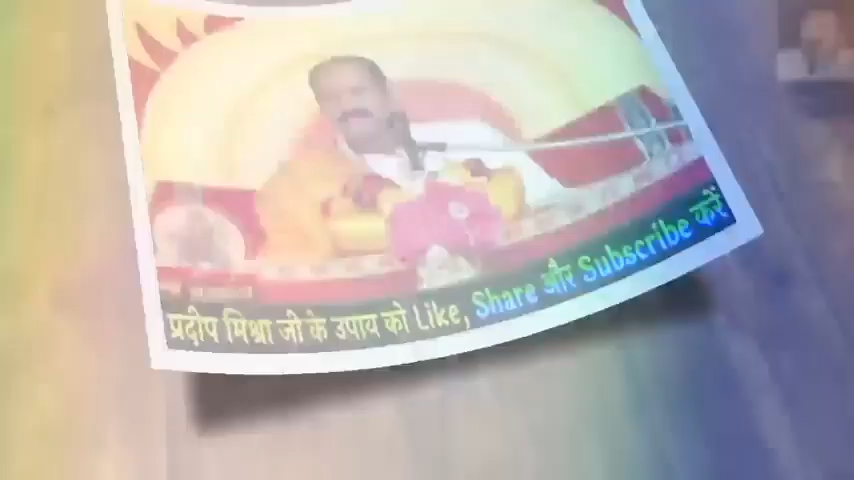 प्रदीप मिश्रा जी के उपाय को Like, Share और Subscribe करें